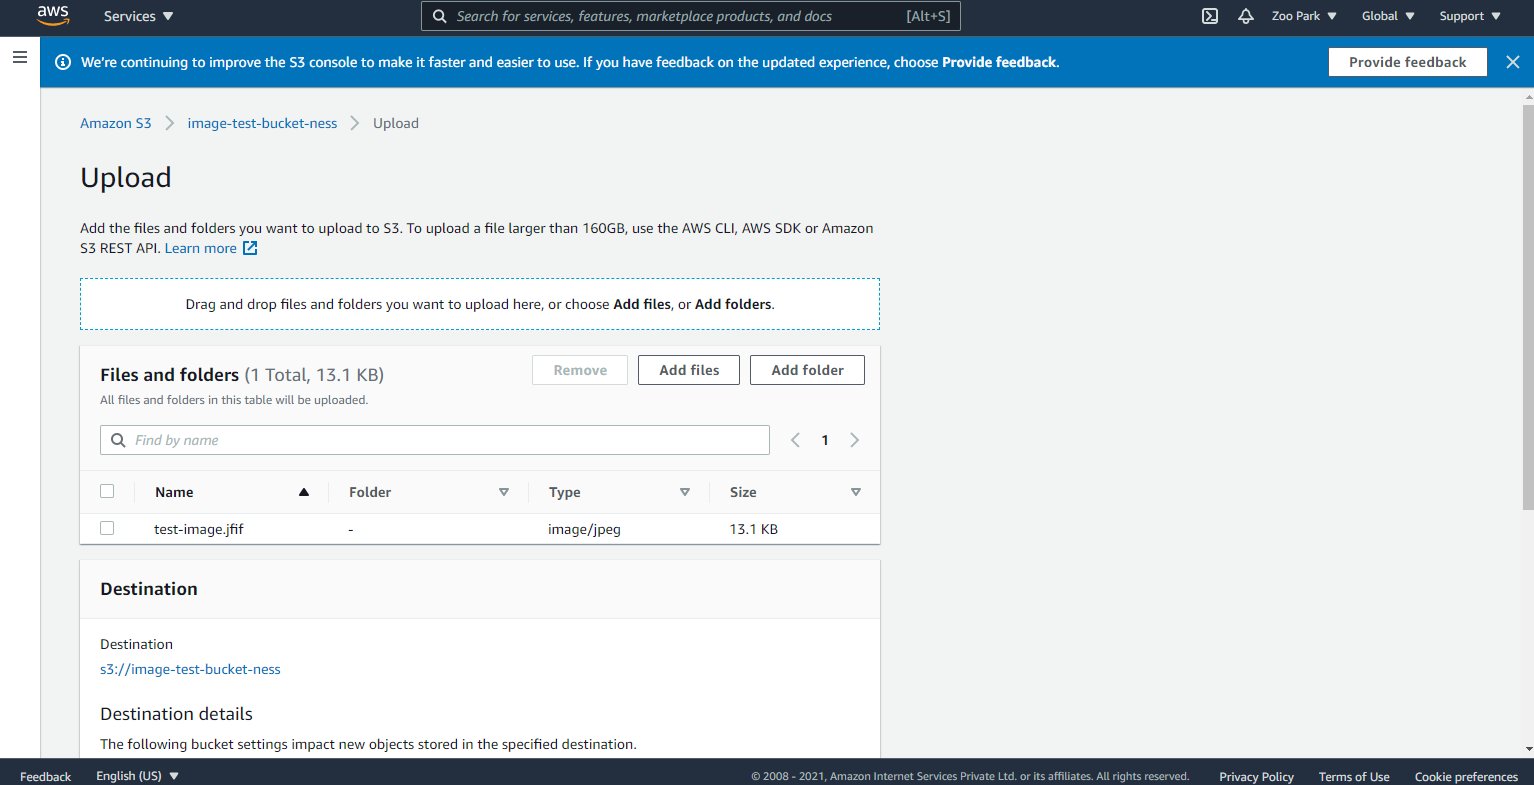 aws
Services
Search for services, features, marketplace products, and docs
[Alt+S]
Zoo Park
Global
Support
We're continuing to improve the S3 console to make it faster and easier to use. If you have feedback on the updated experience, choose Provide feedback.
Provide feedback
Amazon S3
image-test-bucket-ness
Upload
Upload
Add the files and folders you want to upload to S3. To upload a file larger than 160GB, use the AWS CLI, AWS SDK or Amazon
S3 REST API. Learn more
Drag and drop files and folders you want to upload here, or choose Add files, or Add folders.
Files and folders (1 Total, 13.1 KB)
Remove
Add files
Add folder
All files and folders in this table will be uploaded.
Find by name
1
Name
Folder
Type
Size
test-image.jfif
-
image/jpeg
13.1 KB
Destination
Destination
s3://image-test-bucket-ness
Destination details
The following bucket settings impact new objects stored in the specified destination.
Feedback
English (US)
© 2008 - 2021, Amazon Internet Services Private Ltd. or its affiliates. All rights reserved.
Privacy Policy
Terms of Use
Cookie preferences